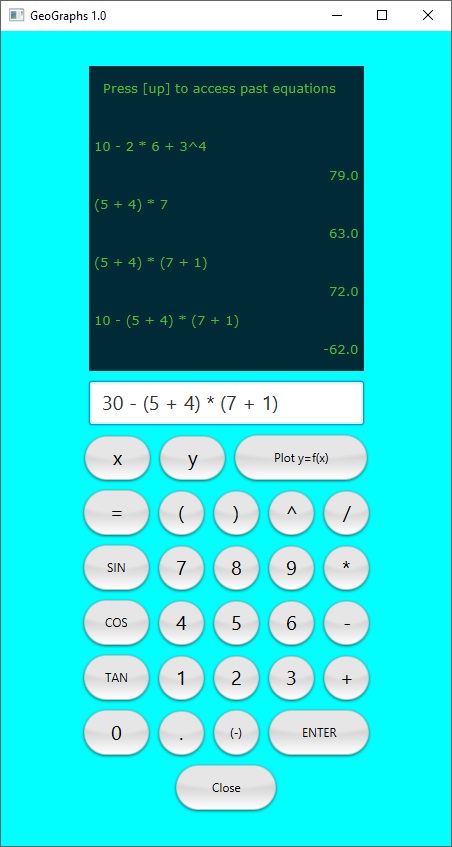 GeoGraphs 1.0
Press [up] to access past equations
10 - 2 * 6 + 3^4
79.0
(5 + 4) * 7
63.0
(5 + 4) * (7 + 1)
72.0
10 - (5 + 4) * (7 + 1)
-62.0
30 - (5 + 4) * (7 + 1)
x y Plot y=f(x)
= ( ) ^ /
SIN 7 8 9 *
COS 4 5 6 -
TAN 1 2 3 +
0 . (-) ENTER
Close